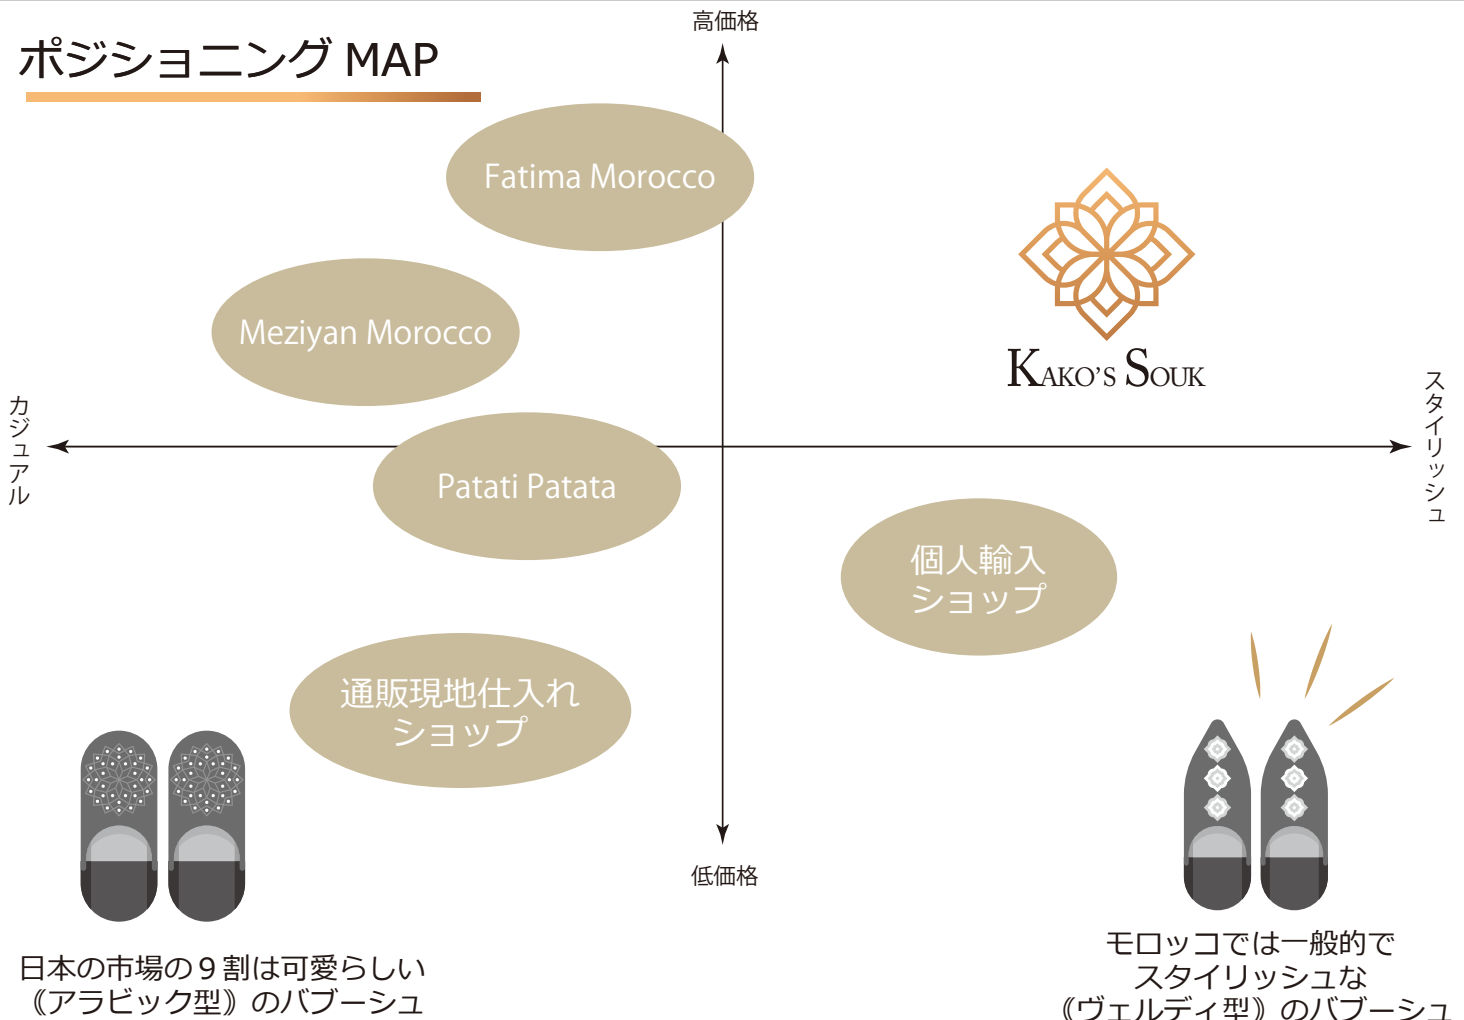 高価格
ポジショニング MAP
Fatima Morocco
Meziyan Morocco
KAKO'S SOUK
カジュアル
スタイリッシュ
Patati Patata
個人輸入
ショップ
通販現地仕入れ
ショップ
低価格
日本の市場の９割は可愛らしい
《アラビック型》のバブーシュ
モロッコでは一般的で
スタイリッシュな
《ヴェルディ型》のバブーシュ